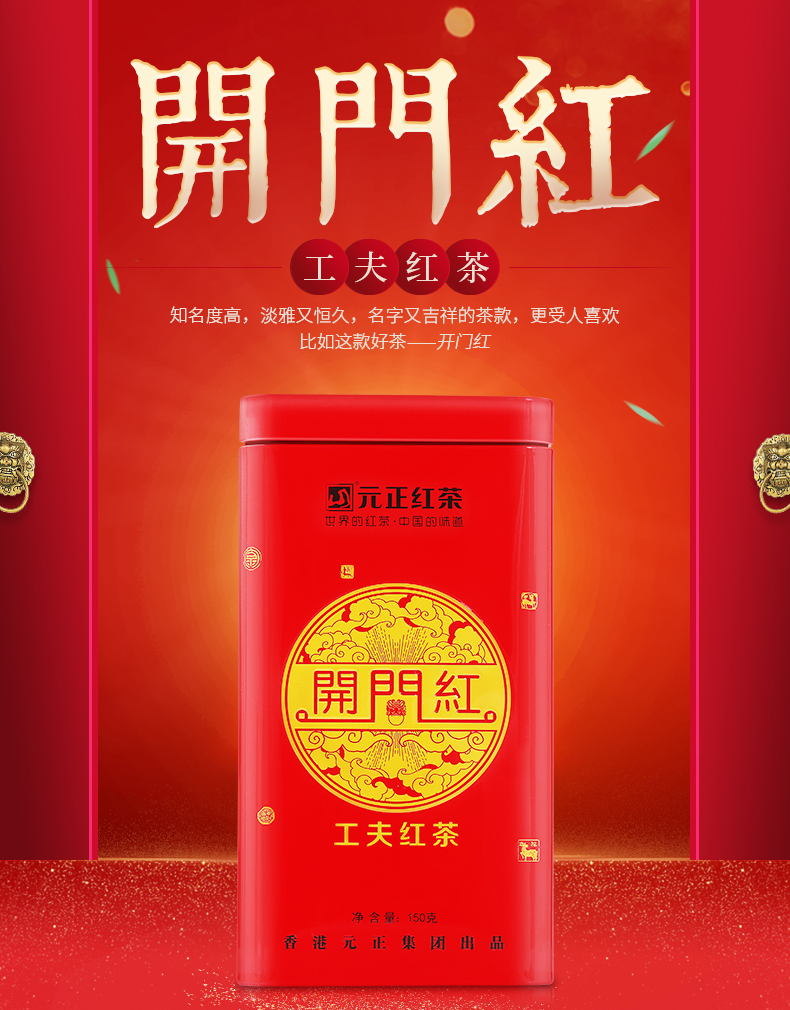 開門紅
工夫红茶
知名度高，淡雅又恒久，名字又吉祥的茶款，更受人喜欢
比如这款好茶——开门红
元正红茶
世界的红茶·中国的味道
開門紅
工夫红茶
净含量：150克
香港元正集团出品